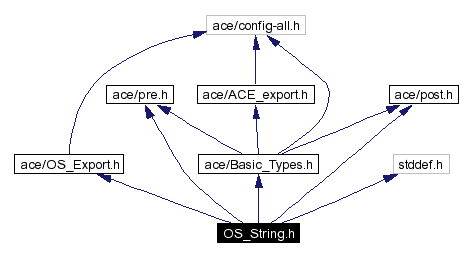 ace/config-all.h
ace/pre.h
ace/ACE_export.h
ace/post.h
ace/OS_Export.h
ace/Basic_Types.h
stddef.h
OS_String.h